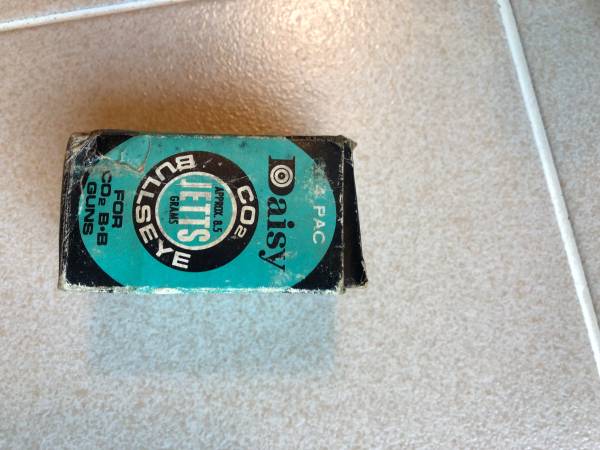 4 PAC
Daisy
CO2
BULLSEYE
JETTS
APPROX. 8.5
GRAMS
FOR
CO2 B•B
GUNS